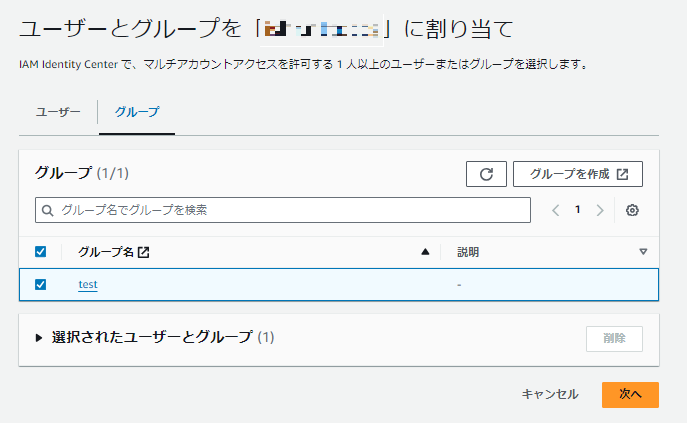 ユーザーとグループを「」に割り当て
IAM Identity Center で、マルチアカウントアクセスを許可する 1 人以上のユーザーまたはグループを選択します。
ユーザー グループ
グループ (1/1) グループを作成
グループ名でグループを検索 1
グループ名 説明
test -
選択されたユーザーとグループ (1) 削除
キャンセル 次へ